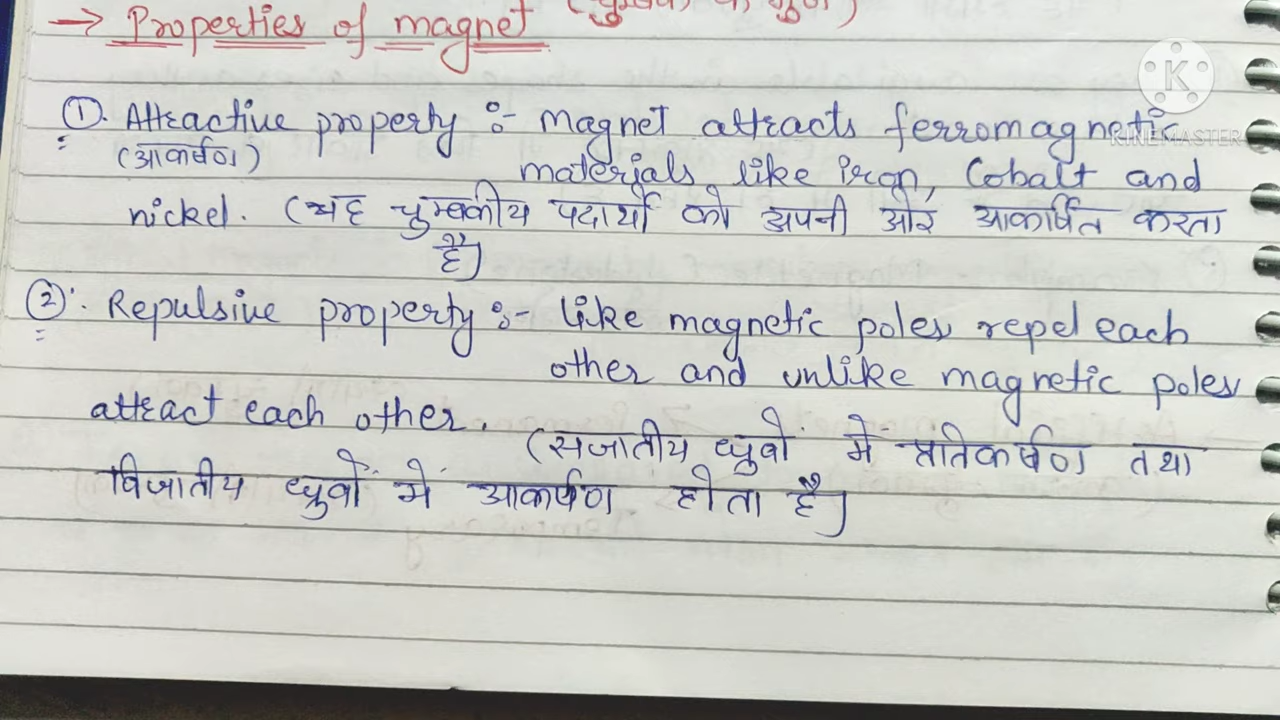 → Properties of magnet (चुम्बक के गुण)
①. Attractive property :- Magnet attracts ferromagnetic
(आकर्षण) materials like iron, Cobalt and
nickel. (यह चुम्बकीय पदार्थों को अपनी ओर आकर्षित करता
है)
②. Repulsive property :- like magnetic poles repel each
other and unlike magnetic poles
attract each other. (सजातीय ध्रुवों में प्रतिकर्षण तथा
विजातीय ध्रुवों में आकर्षण होता है)
K
KINEMASTER